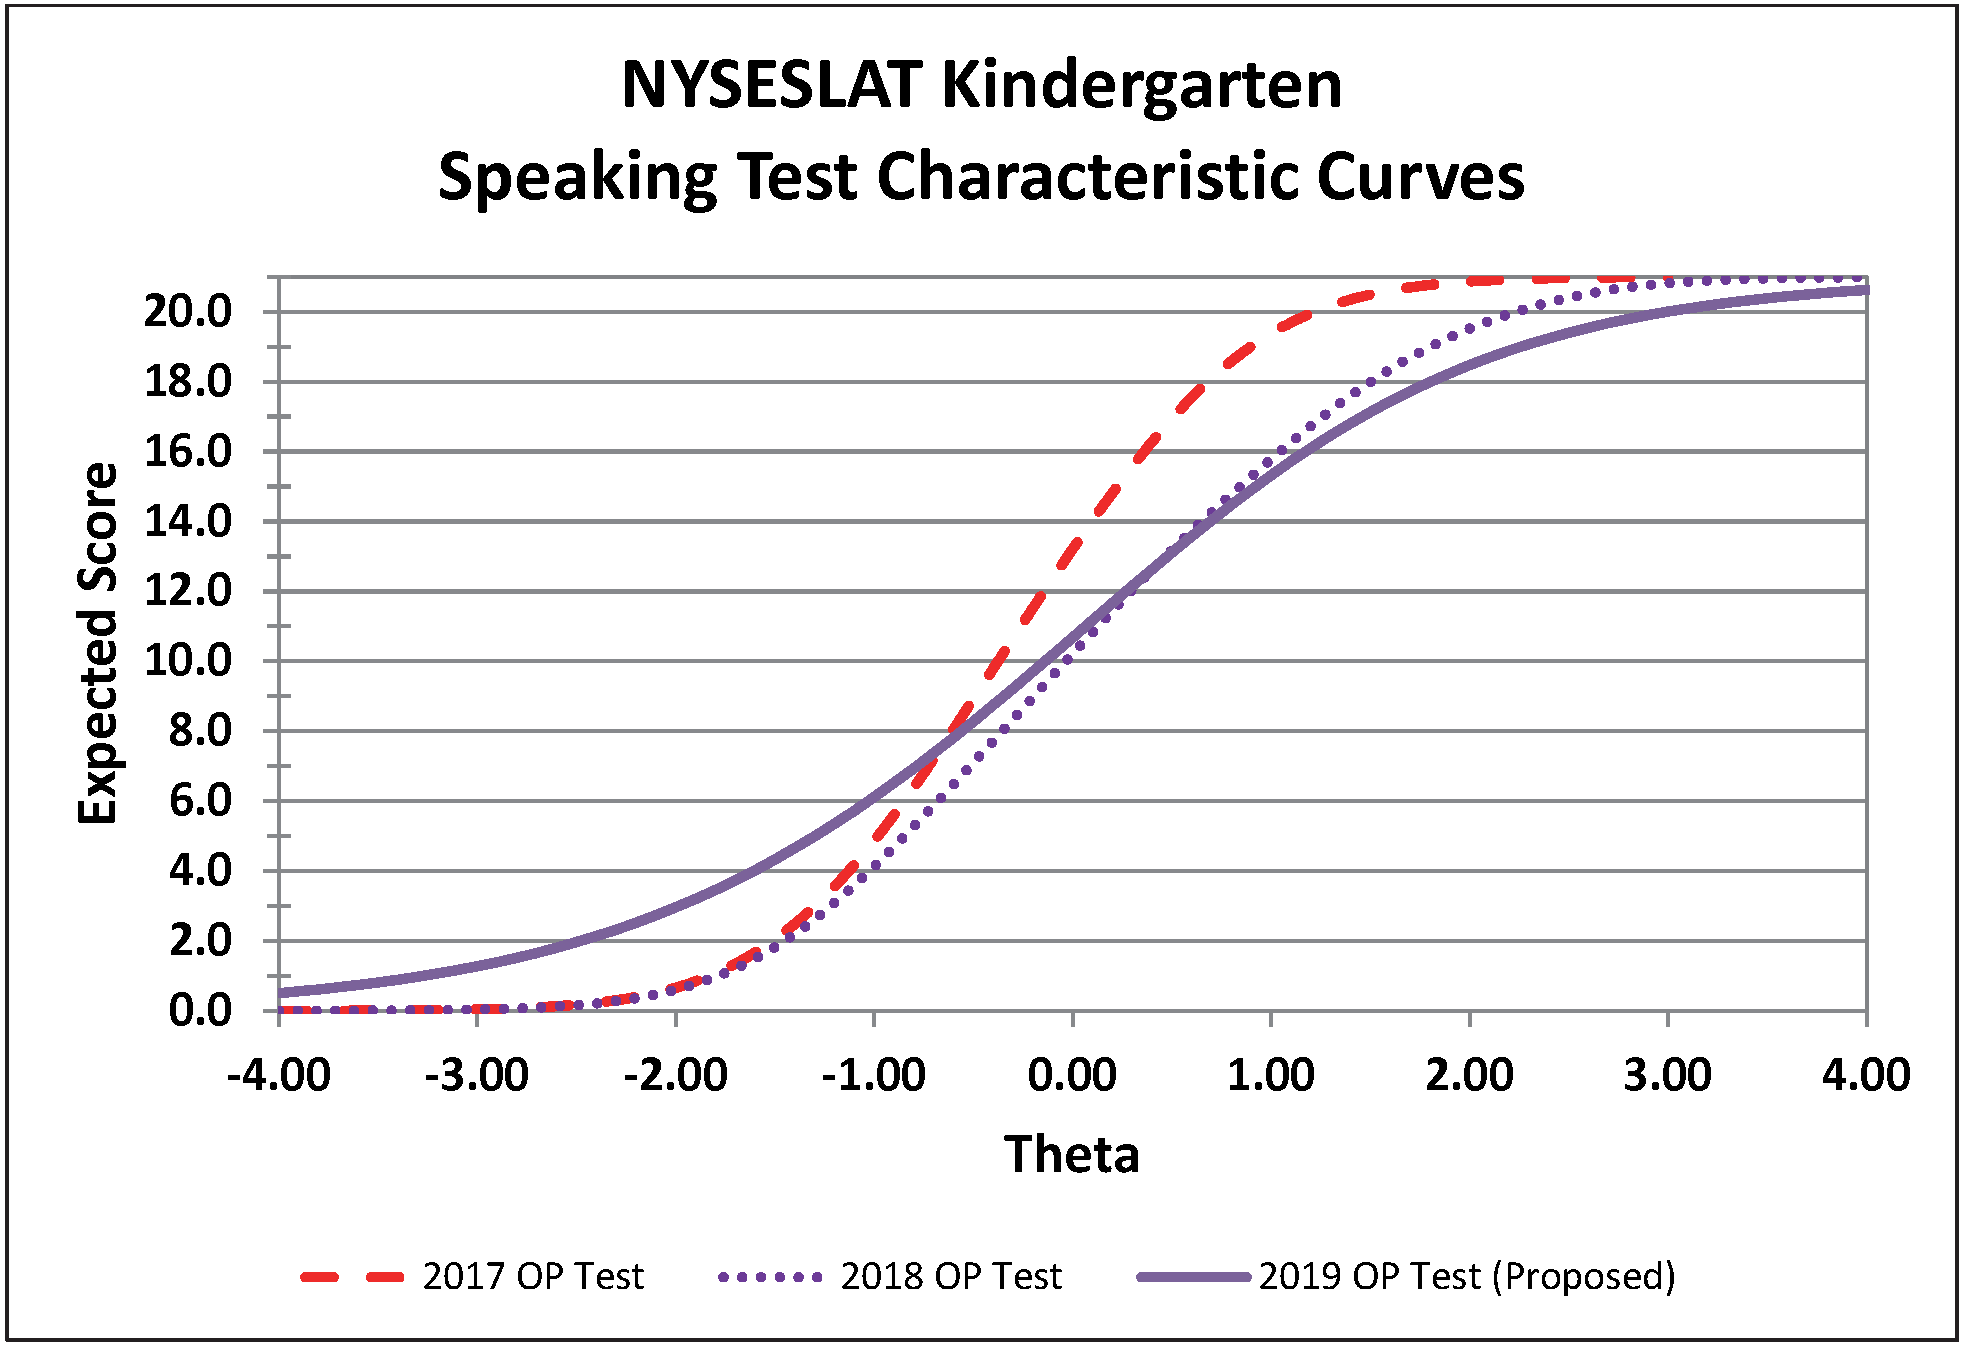 NYSESLAT Kindergarten
Speaking Test Characteristic Curves
Expected Score
20.0
18.0
16.0
14.0
12.0
10.0
8.0
6.0
4.0
2.0
0.0
-4.00 -3.00 -2.00 -1.00 0.00 1.00 2.00 3.00 4.00
Theta
2017 OP Test 2018 OP Test 2019 OP Test (Proposed)